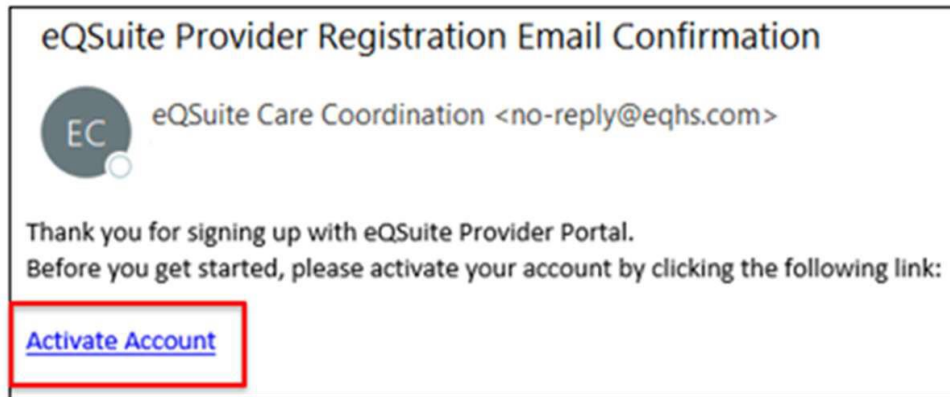 eQSuite Provider Registration Email Confirmation
EC
eQSuite Care Coordination <no-reply@eqhs.com>
Thank you for signing up with eQSuite Provider Portal.
Before you get started, please activate your account by clicking the following link:
Activate Account